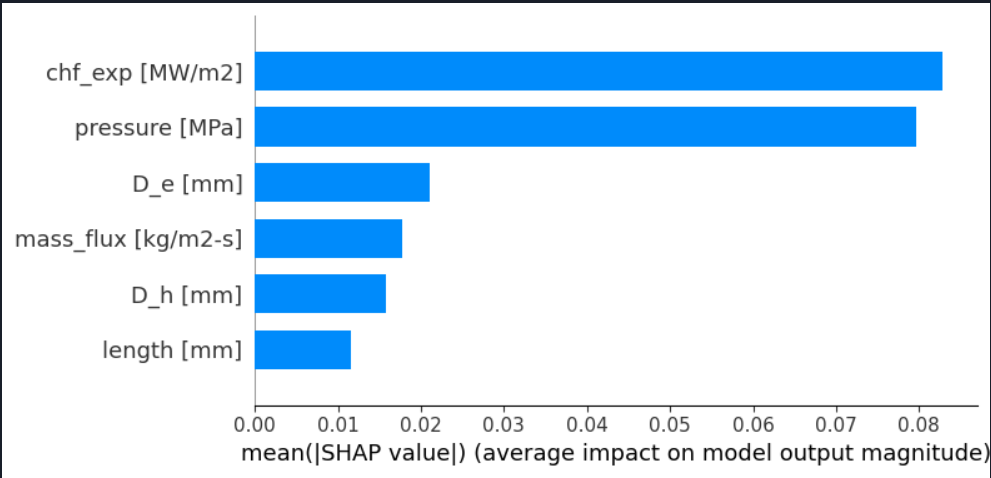 chf_exp [MW/m2]
pressure [MPa]
D_e [mm]
mass_flux [kg/m2-s]
D_h [mm]
length [mm]
0.00 0.01 0.02 0.03 0.04 0.05 0.06 0.07 0.08
mean(|SHAP value|) (average impact on model output magnitude)